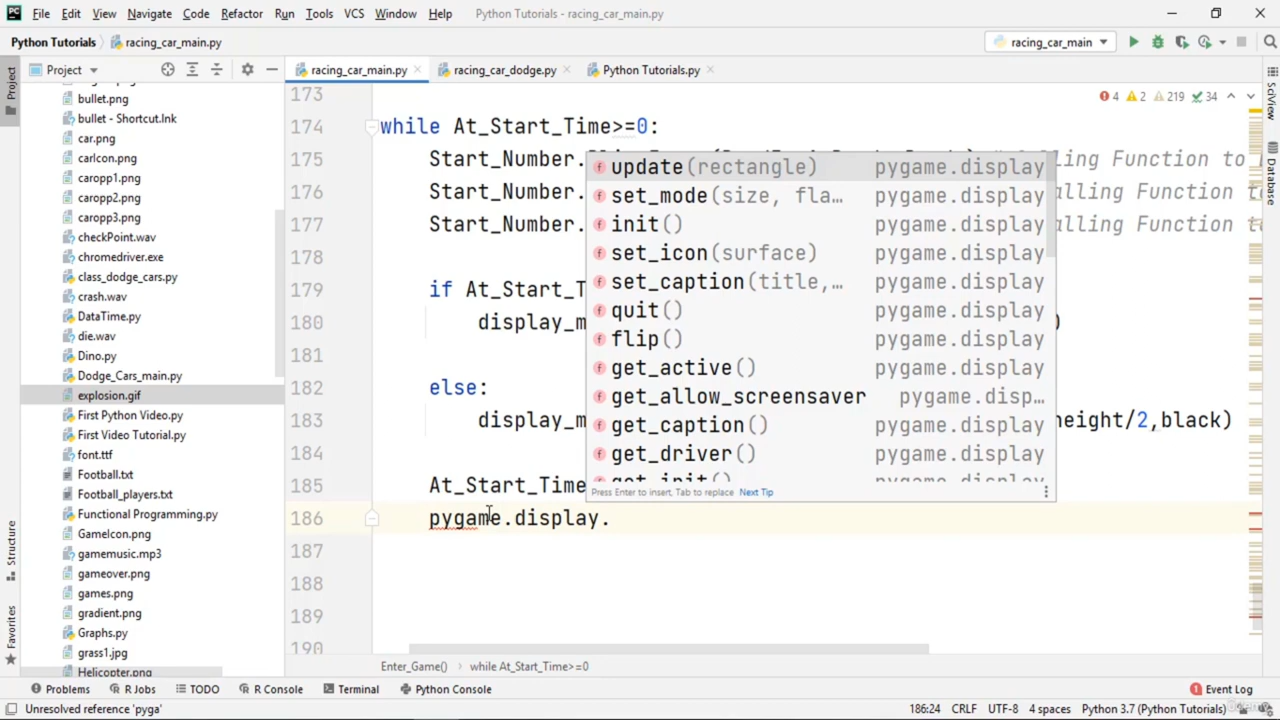 File Edit View Navigate Code Refactor Run Tools VCS Window Help Python Tutorials - racing_car_main.py
Python Tutorials racing_car_main.py racing_car_main
Project racing_car_main.py racing_car_dodge.py Python Tutorials.py
Project
SciView
Database
Structure
Favorites
bullet.png
bullet - Shortcut.lnk
car.png
carIcon.png
caropp1.png
caropp2.png
caropp3.png
checkPoint.wav
chromedriver.exe
class_dodge_cars.py
crash.wav
DataTime.py
die.wav
Dino.py
Dodge_Cars_main.py
explosion.gif
First Python Video.py
First Video Tutorial.py
font.ttf
Football.txt
Football_players.txt
Functional Programming.py
GameIcon.png
gamemusic.mp3
gameover.png
games.png
gradient.png
Graphs.py
grass1.jpg
Helicopter.png
4 2 219 34
173
174 while At_Start_Time>=0:
175 Start_Number.
176 Start_Number. alling Function t
177 Start_Number. alling Function t
178
179 if At_Start_T
180 display_m )
181
182 else:
183 display_m height/2,black)
184
185 At_Start_Time
186 pygame.display.
187
188
189
190
update(rectangle) pygame.display
set_mode(size, fla… pygame.display
init() pygame.display
set_icon(surface) pygame.display
set_caption(title,… pygame.display
quit() pygame.display
flip() pygame.display
get_active() pygame.display
get_allow_screensaver pygame.disp…
get_caption() pygame.display
get_driver() pygame.display
get_init() pygame.display
Press Enter to insert, Tab to replace Next Tip
Enter_Game() while At_Start_Time>=0
Problems R Jobs TODO R Console Terminal Python Console Event Log
Unresolved reference 'pyga' 186:24 CRLF UTF-8 4 spaces Python 3.7 (Python Tutorials)